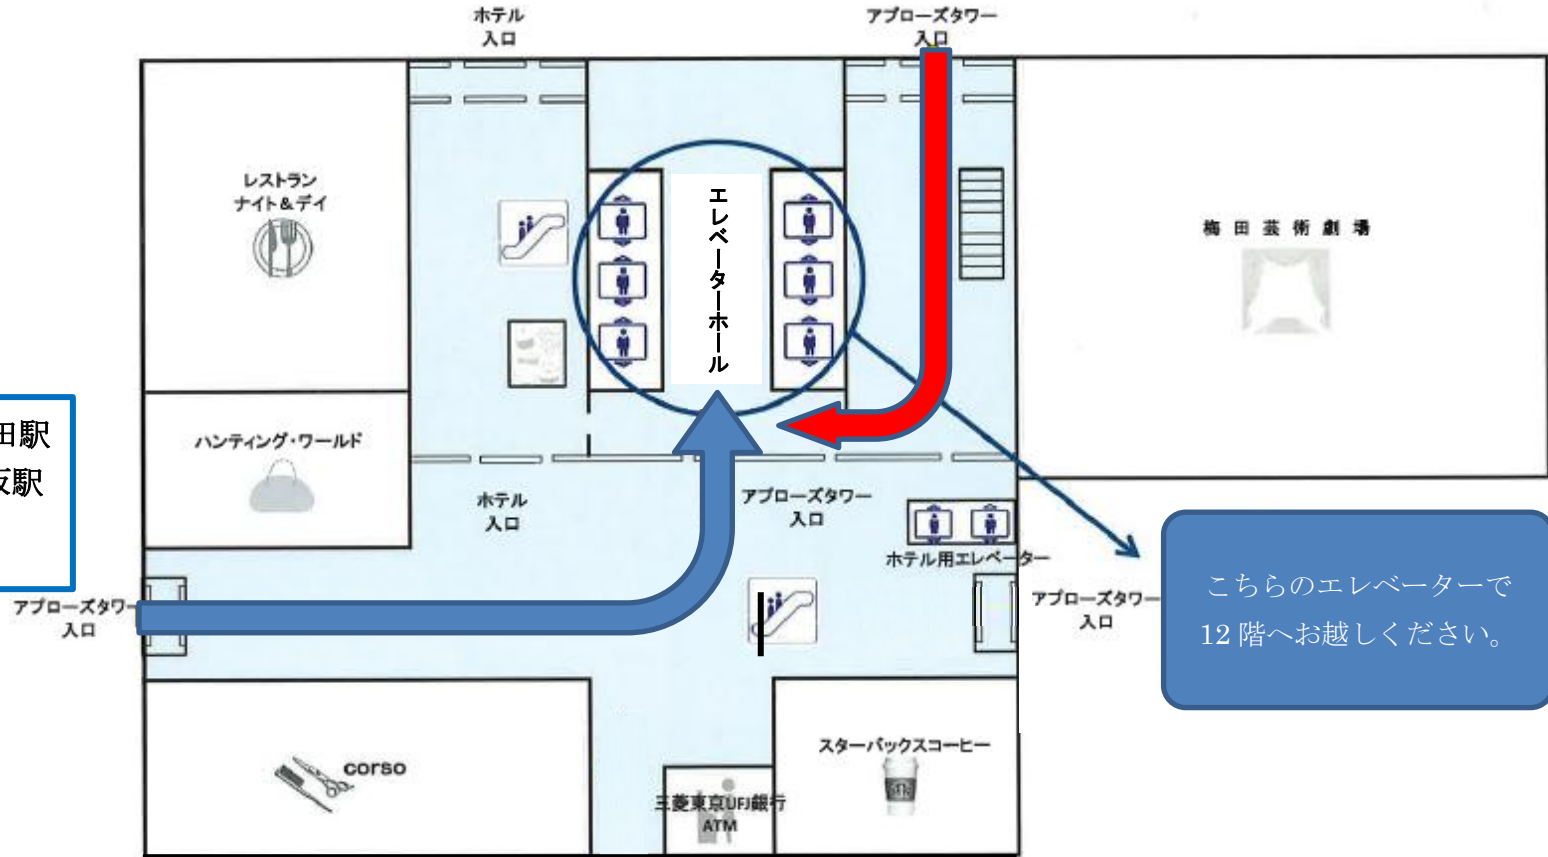 ホテル
入口
アプローズタワー
入口
レストラン
ナイト&デイ
エレベーターホール
梅田芸術劇場
田駅
阪駅
ハンティング・ワールド
ホテル
入口
アプローズタワー
入口
ホテル用エレベーター
アプローズタワー
入口
アプローズタワー
入口
こちらのエレベーターで
12 階へお越しください。
corso
スターバックスコーヒー
三菱東京UFJ銀行
ATM